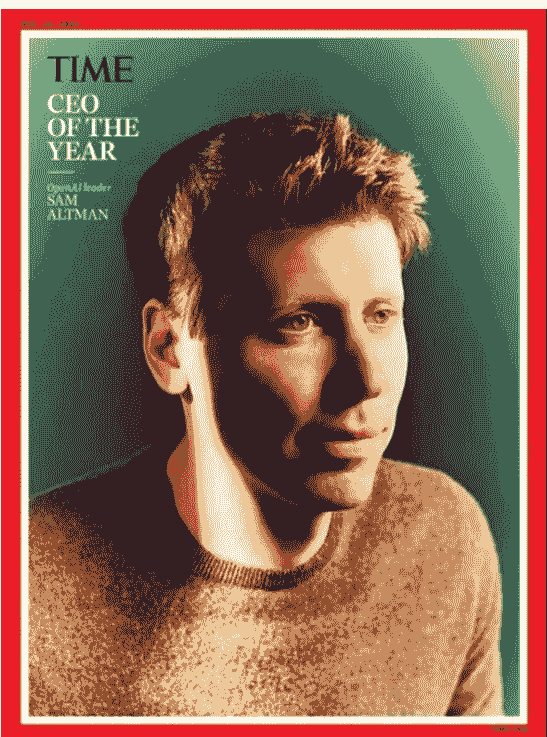 TIME
CEO
OF THE
YEAR
OpenAI leader
SAM
ALTMAN